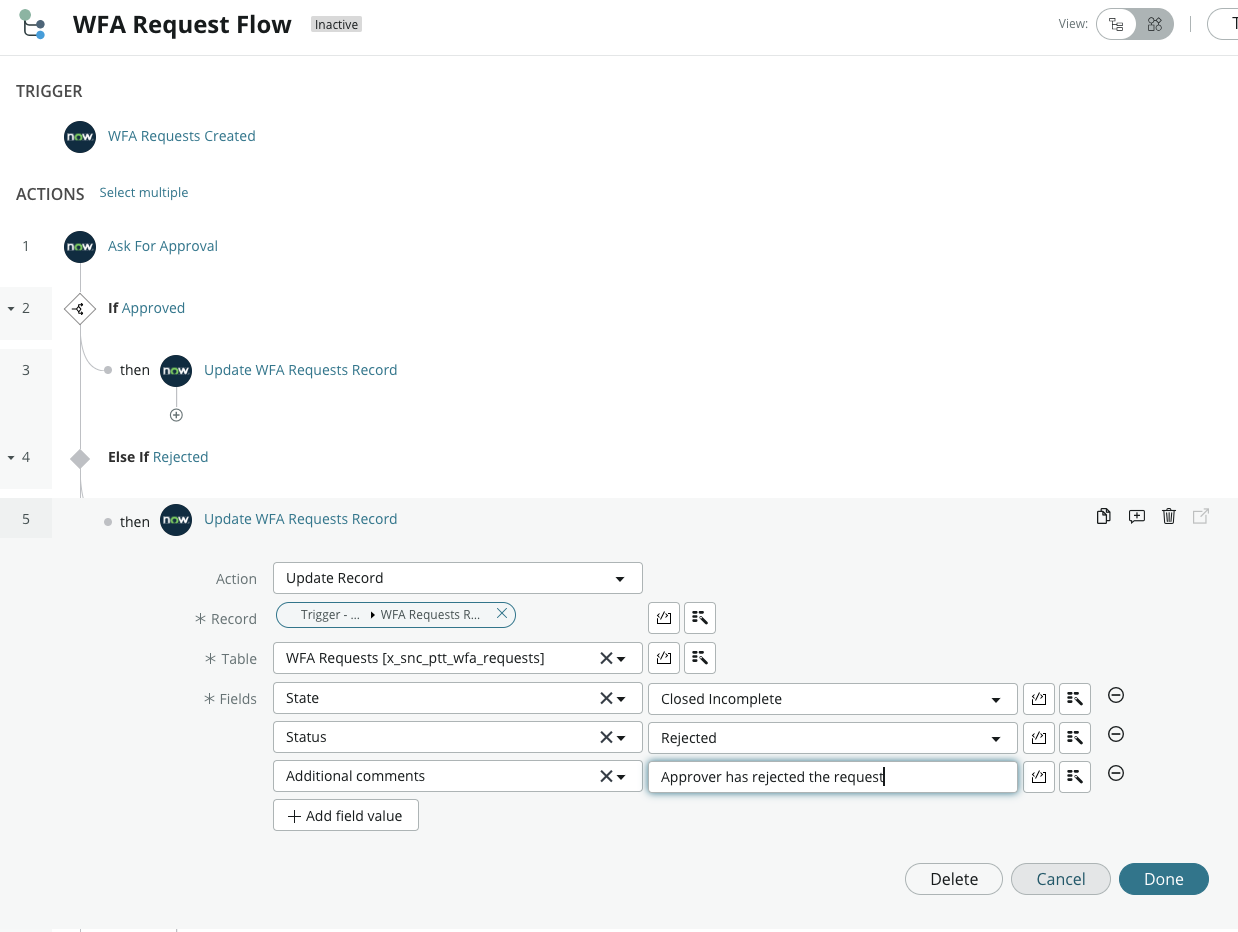 WFA Request Flow Inactive View: T
TRIGGER
now WFA Requests Created
ACTIONS Select multiple
1 now Ask For Approval
2 If Approved
3 then now Update WFA Requests Record
4 Else If Rejected
5 then now Update WFA Requests Record
Action Update Record
* Record Trigger - ... WFA Requests R...
* Table WFA Requests [x_snc_ptt_wfa_requests]
* Fields State Closed Incomplete
Status Rejected
Additional comments Approver has rejected the request
+ Add field value
Delete Cancel Done